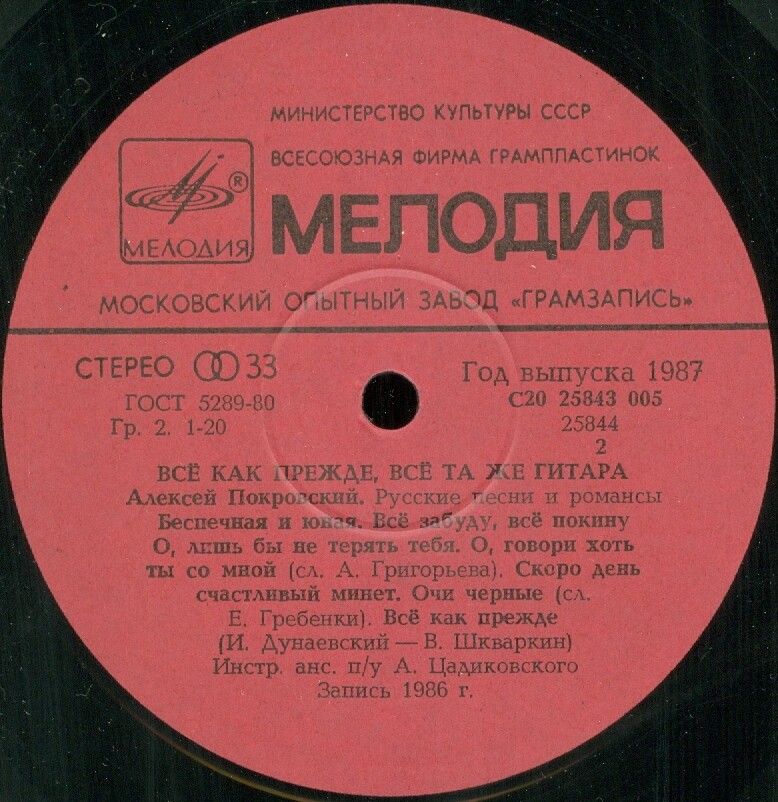 МИНИСТЕРСТВО КУЛЬТУРЫ СССР
ВСЕСОЮЗНАЯ ФИРМА ГРАМПЛАСТИНОК
®
МЕЛОДИЯ
МЕЛОДИЯ
МОСКОВСКИЙ ОПЫТНЫЙ ЗАВОД «ГРАМЗАПИСЬ»
СТЕРЕО 33
Год выпуска 1987
ГОСТ 5289-80
С20 25843 005
Гр. 2. 1-20
25844
2
ВСЁ КАК ПРЕЖДЕ, ВСЁ ТА ЖЕ ГИТАРА
Алексей Покровский. Русские песни и романсы
Беспечная и юная. Всё забуду, всё покину
О, лишь бы не терять тебя. О, говори хоть
ты со мной (сл. А. Григорьева). Скоро день
счастливый минет. Очи черные (сл.
Е. Гребенки). Всё как прежде
(И. Дунаевский — В. Шкваркин)
Инстр. анс. п/у А. Цадиковского
Запись 1986 г.